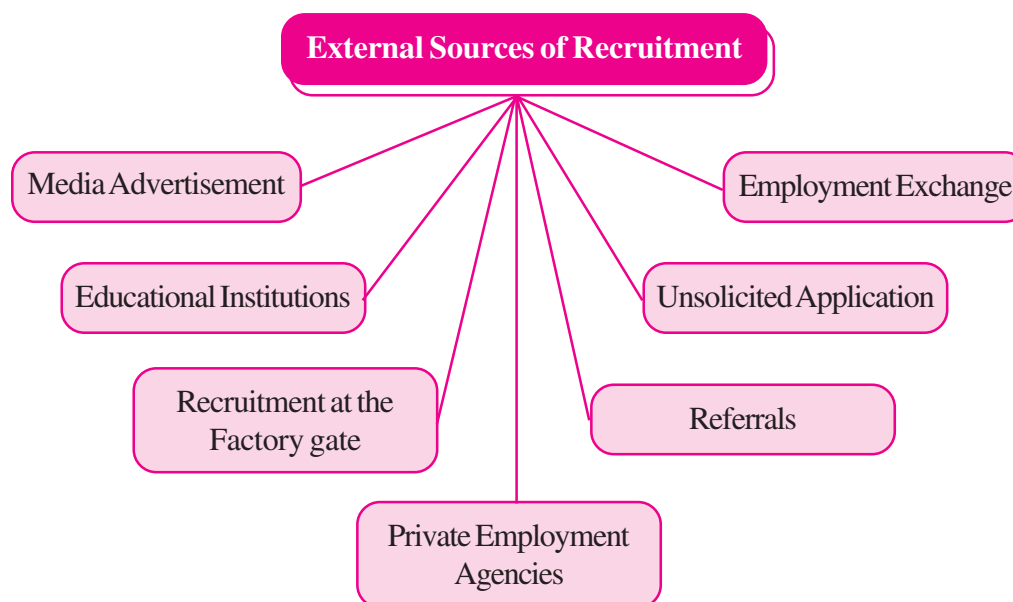 External Sources of Recruitment
Media Advertisement
Employment Exchange
Educational Institutions
Unsolicited Application
Recruitment at the
Factory gate
Referrals
Private Employment
Agencies